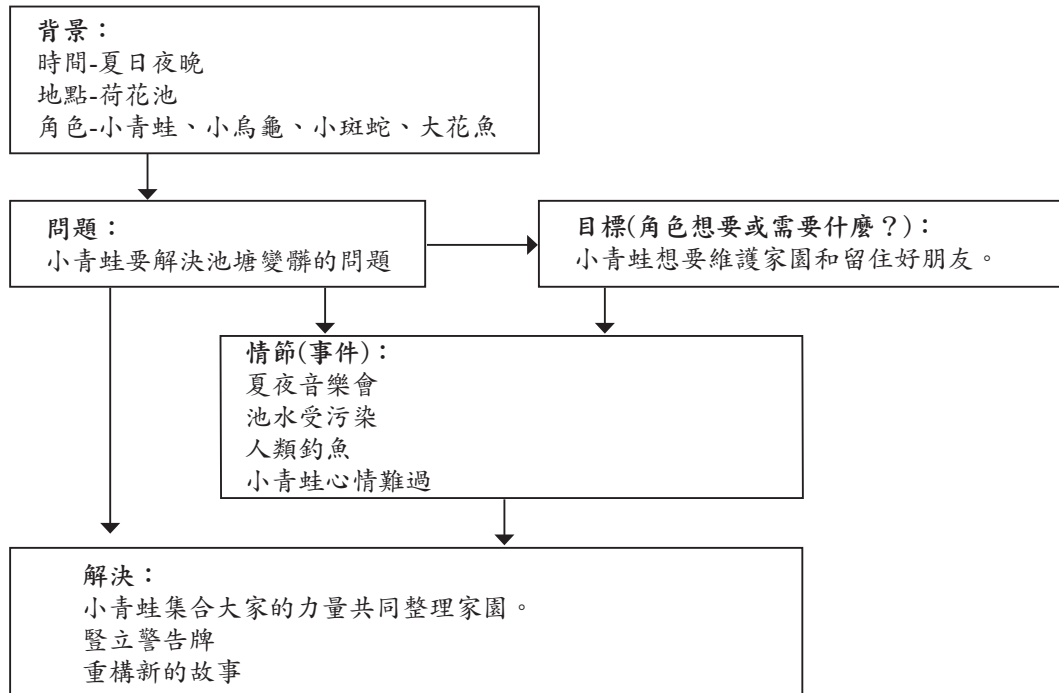 背景：
時間-夏日夜晚
地點-荷花池
角色-小青蛙、小烏龜、小斑蛇、大花魚
問題：
小青蛙要解決池塘變髒的問題
目標(角色想要或需要什麼？)：
小青蛙想要維護家園和留住好朋友。
情節(事件)：
夏夜音樂會
池水受污染
人類釣魚
小青蛙心情難過
解決：
小青蛙集合大家的力量共同整理家園。
豎立警告牌
重構新的故事